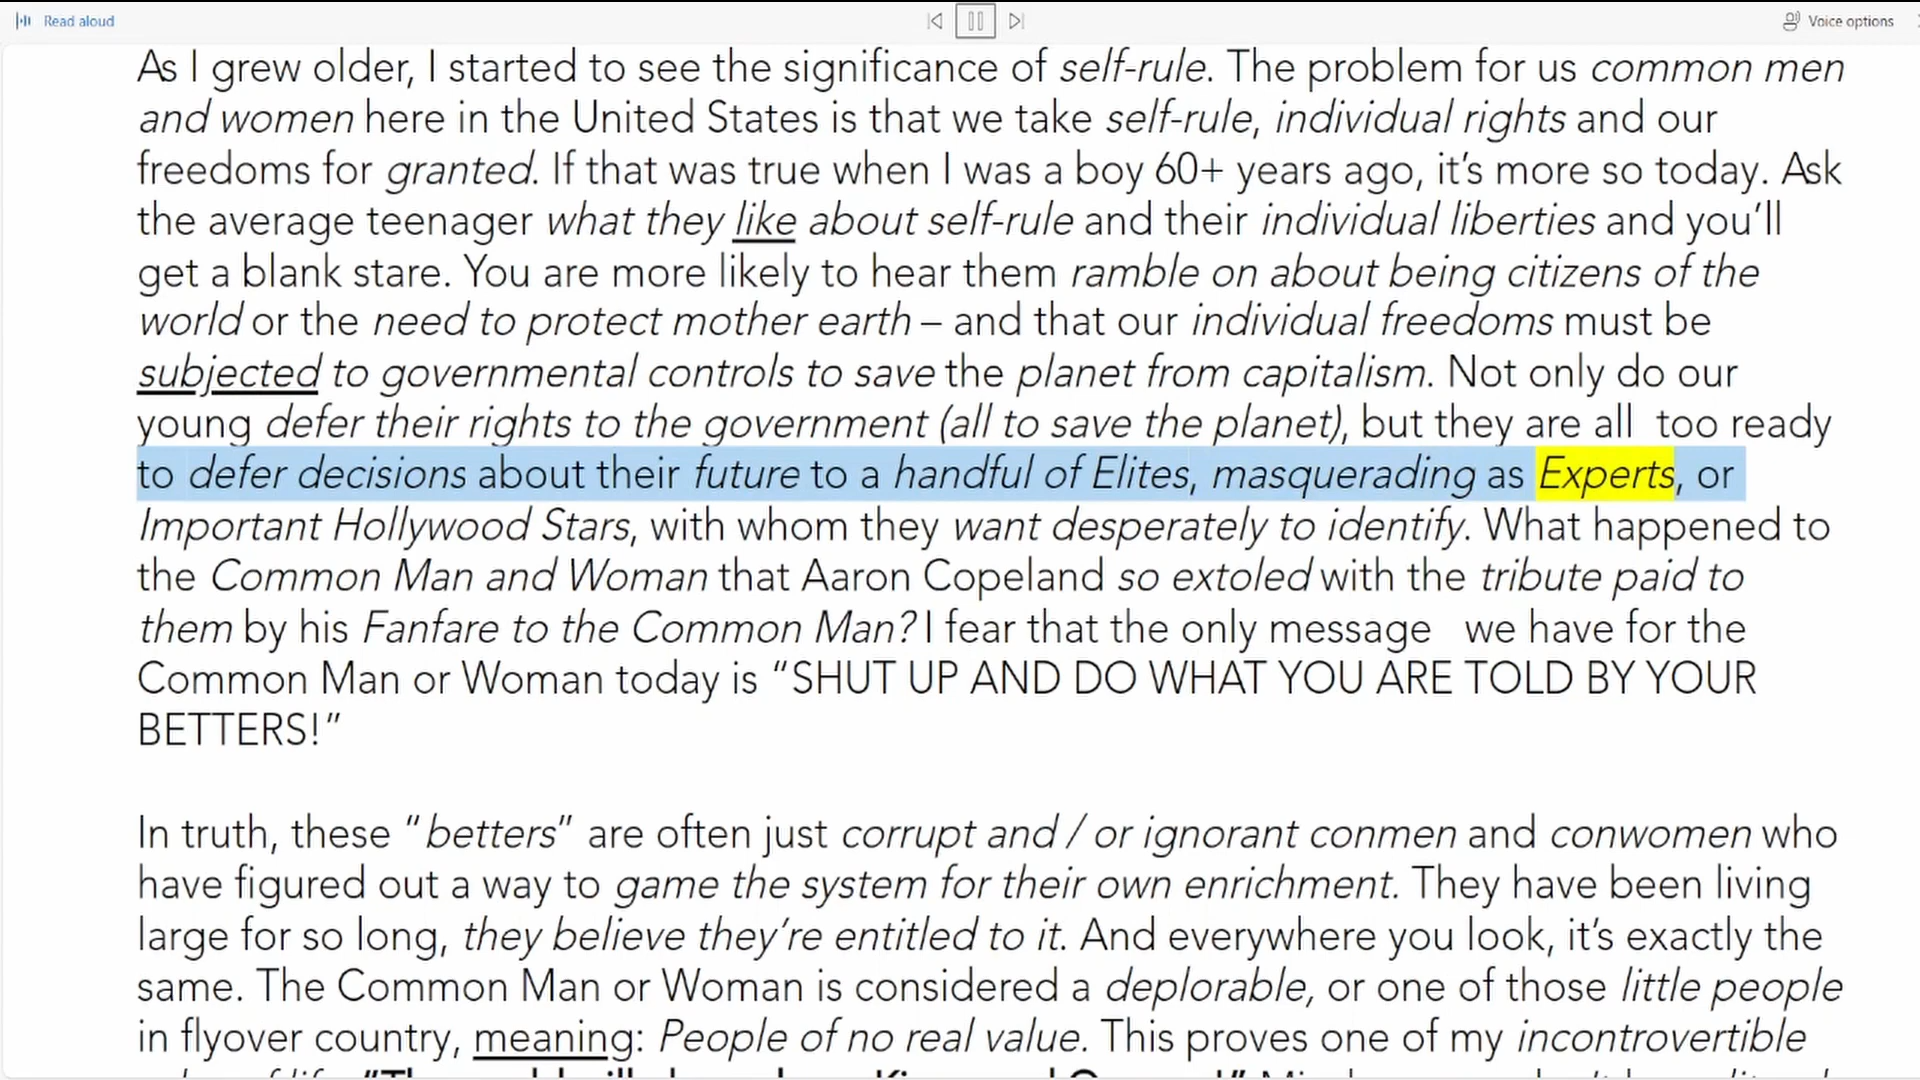 Read aloud
Voice options
As I grew older, I started to see the significance of self-rule. The problem for us common men
and women here in the United States is that we take self-rule, individual rights and our
freedoms for granted. If that was true when I was a boy 60+ years ago, it’s more so today. Ask
the average teenager what they like about self-rule and their individual liberties and you’ll
get a blank stare. You are more likely to hear them ramble on about being citizens of the
world or the need to protect mother earth – and that our individual freedoms must be
subjected to governmental controls to save the planet from capitalism. Not only do our
young defer their rights to the government (all to save the planet), but they are all too ready
to defer decisions about their future to a handful of Elites, masquerading as Experts, or
Important Hollywood Stars, with whom they want desperately to identify. What happened to
the Common Man and Woman that Aaron Copeland so extoled with the tribute paid to
them by his Fanfare to the Common Man? I fear that the only message we have for the
Common Man or Woman today is “SHUT UP AND DO WHAT YOU ARE TOLD BY YOUR
BETTERS!”
In truth, these “betters” are often just corrupt and / or ignorant conmen and conwomen who
have figured out a way to game the system for their own enrichment. They have been living
large for so long, they believe they’re entitled to it. And everywhere you look, it’s exactly the
same. The Common Man or Woman is considered a deplorable, or one of those little people
in flyover country, meaning: People of no real value. This proves one of my incontrovertible